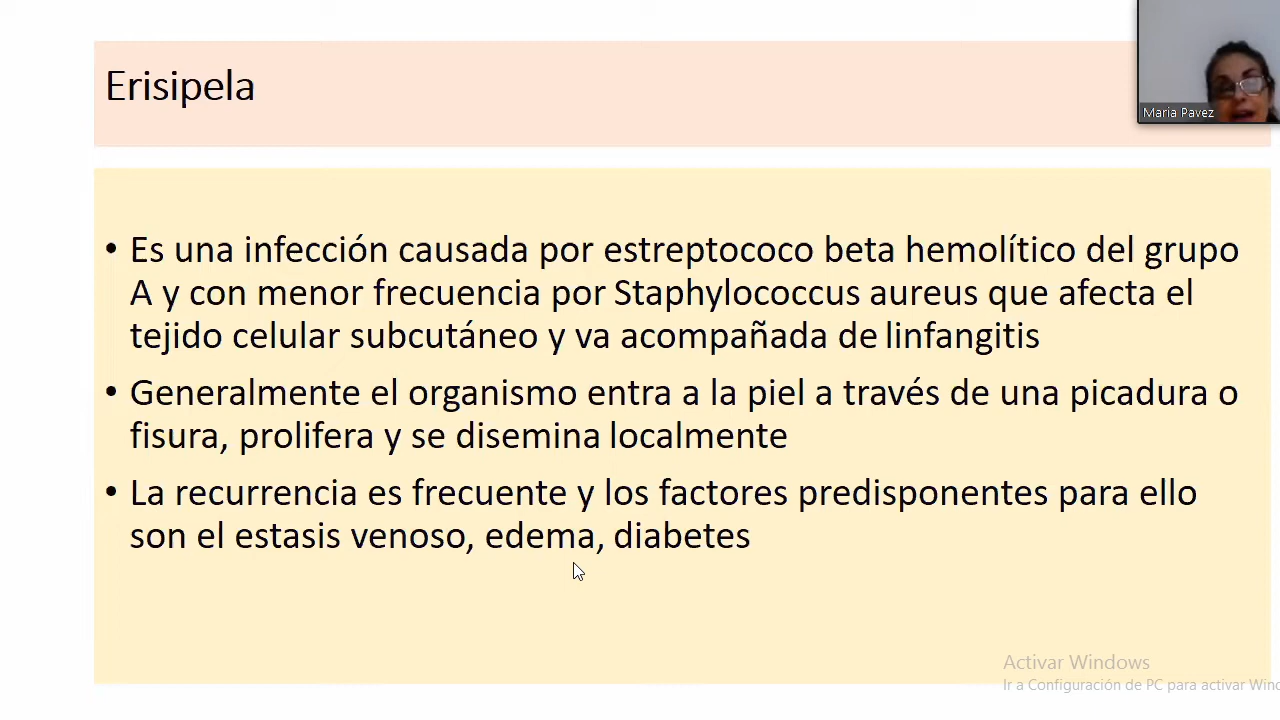 Erisipela
Maria Pavez
• Es una infección causada por estreptococo beta hemolítico del grupo
A y con menor frecuencia por Staphylococcus aureus que afecta el
tejido celular subcutáneo y va acompañada de linfangitis
• Generalmente el organismo entra a la piel a través de una picadura o
fisura, prolifera y se disemina localmente
• La recurrencia es frecuente y los factores predisponentes para ello
son el estasis venoso, edema, diabetes
Activar Windows
Ir a Configuración de PC para activar Wind